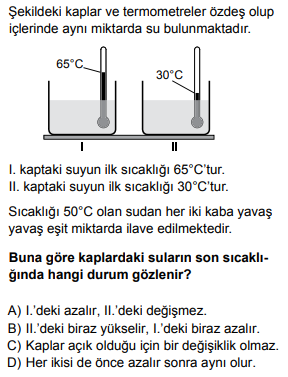 Şekildeki kaplar ve termometreler özdeş olup
içlerinde aynı miktarda su bulunmaktadır.
65°C
30°C
I
II
I. kaptaki suyun ilk sıcaklığı 65°C'tur.
II. kaptaki suyun ilk sıcaklığı 30°C'tur.
Sıcaklığı 50°C olan sudan her iki kaba yavaş
yavaş eşit miktarda ilave edilmektedir.
Buna göre kaplardaki suların son sıcaklı-
ğında hangi durum gözlenir?
A) I.'deki azalır, II.'deki değişmez.
B) II.'deki biraz yükselir, I.'deki biraz azalır.
C) Kaplar açık olduğu için bir değişiklik olmaz.
D) Her ikisi de önce azalır sonra aynı olur.